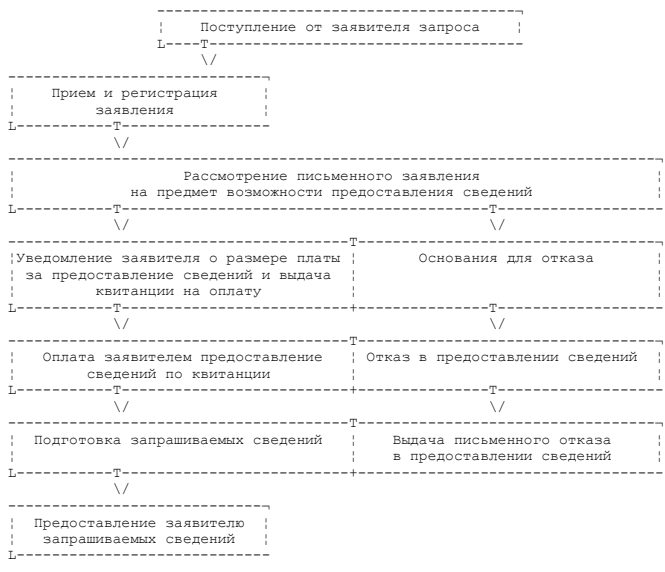 Поступление от заявителя запроса
Прием и регистрация
заявления
Рассмотрение письменного заявления
на предмет возможности предоставления сведений
Уведомление заявителя о размере платы
за предоставление сведений и выдача
квитанции на оплату
Основания для отказа
Оплата заявителем предоставление
сведений по квитанции
Отказ в предоставлении сведений
Подготовка запрашиваемых сведений
Выдача письменного отказа
в предоставлении сведений
Предоставление заявителю
запрашиваемых сведений